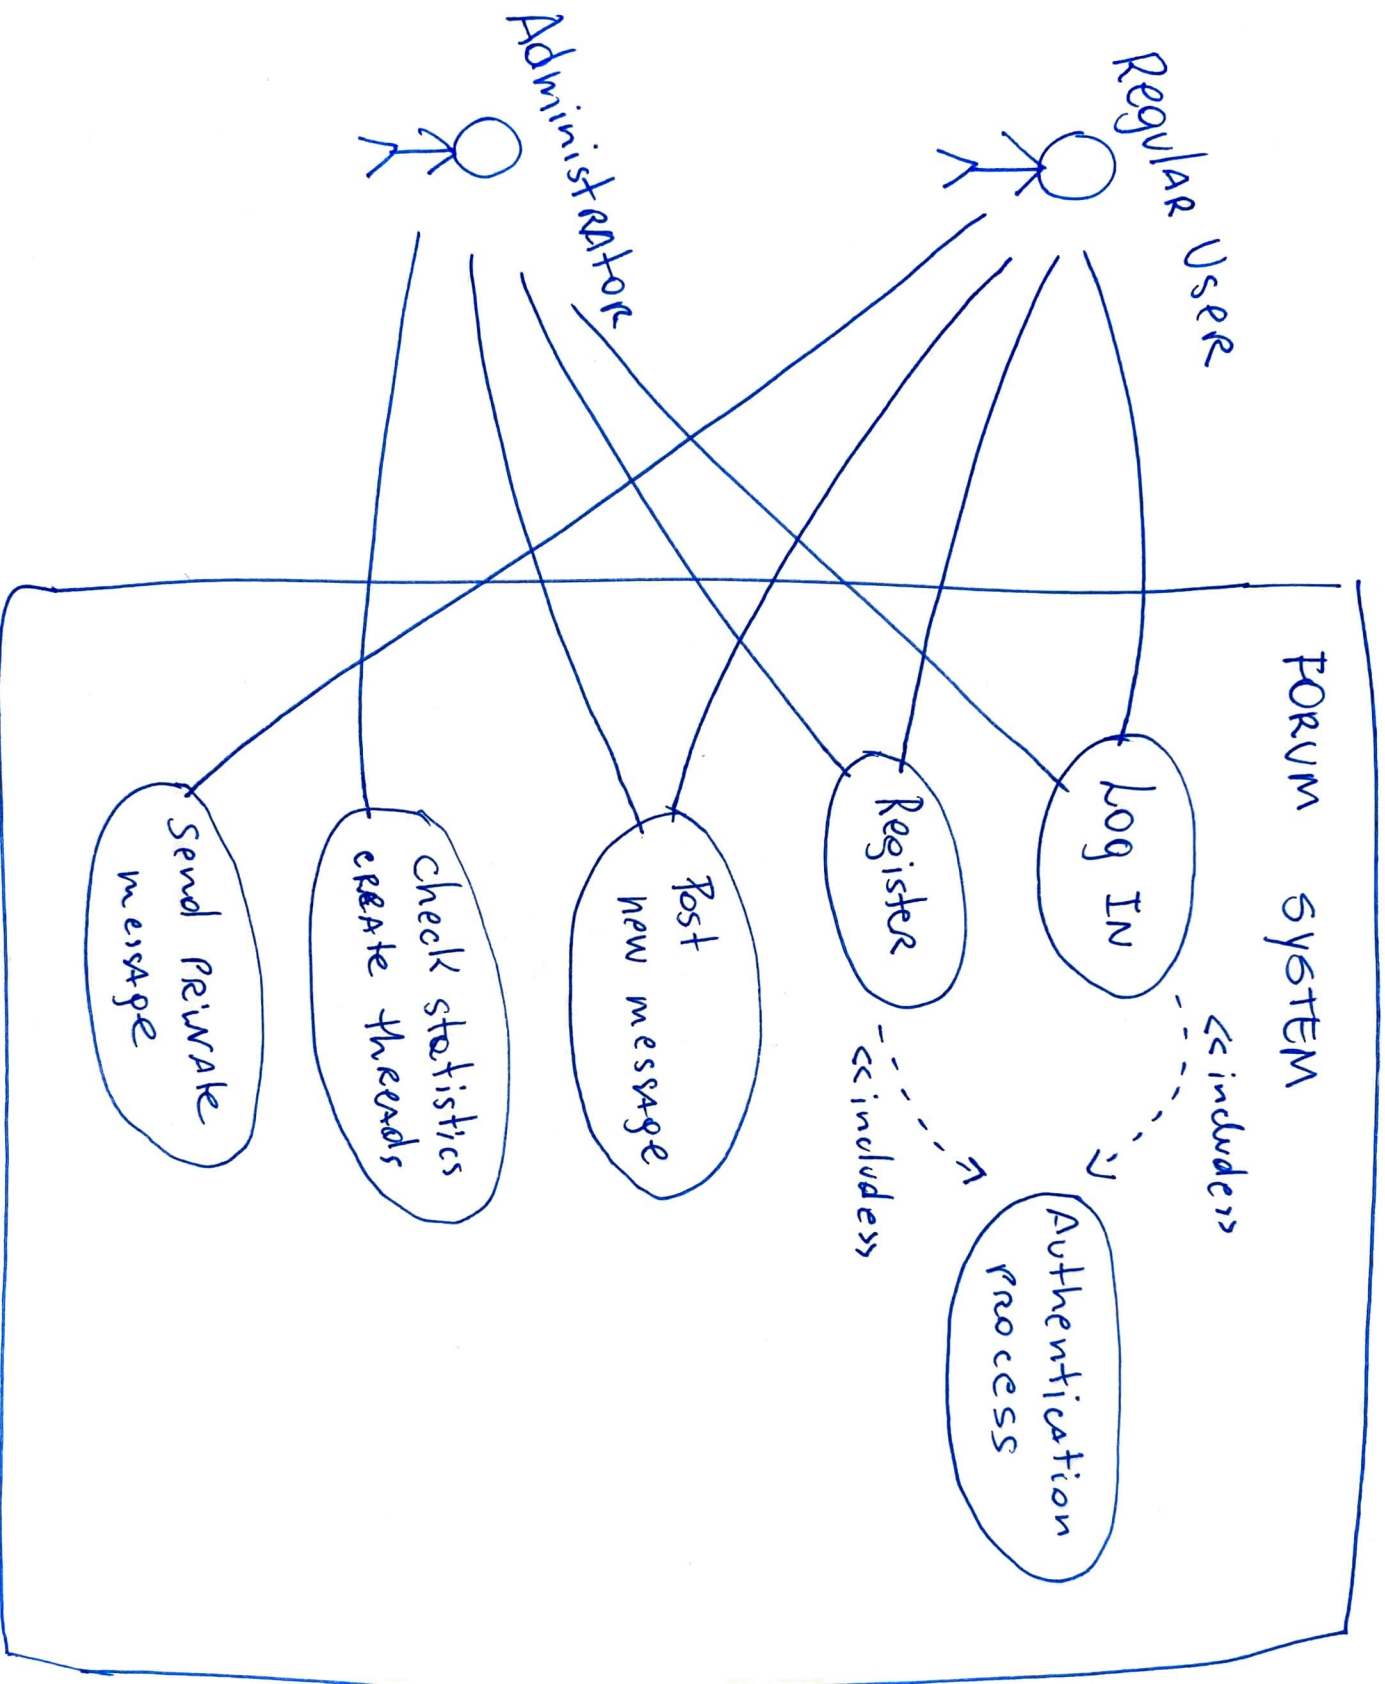 Regular User
Administrator
FORUM SYSTEM
Log In
<<include>>
Register
<<include>>
Authentication
process
Post
new message
check statistics
create threads
send private
message